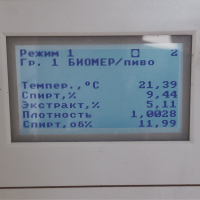 Режим 1 □ 2
Гр. 1 БИОМЕР/пиво
Темпер.,°C 21,39
Спирт,% 9,44
Экстракт,% 5,11
Плотность 1,0028
Спирт,об% 11,99